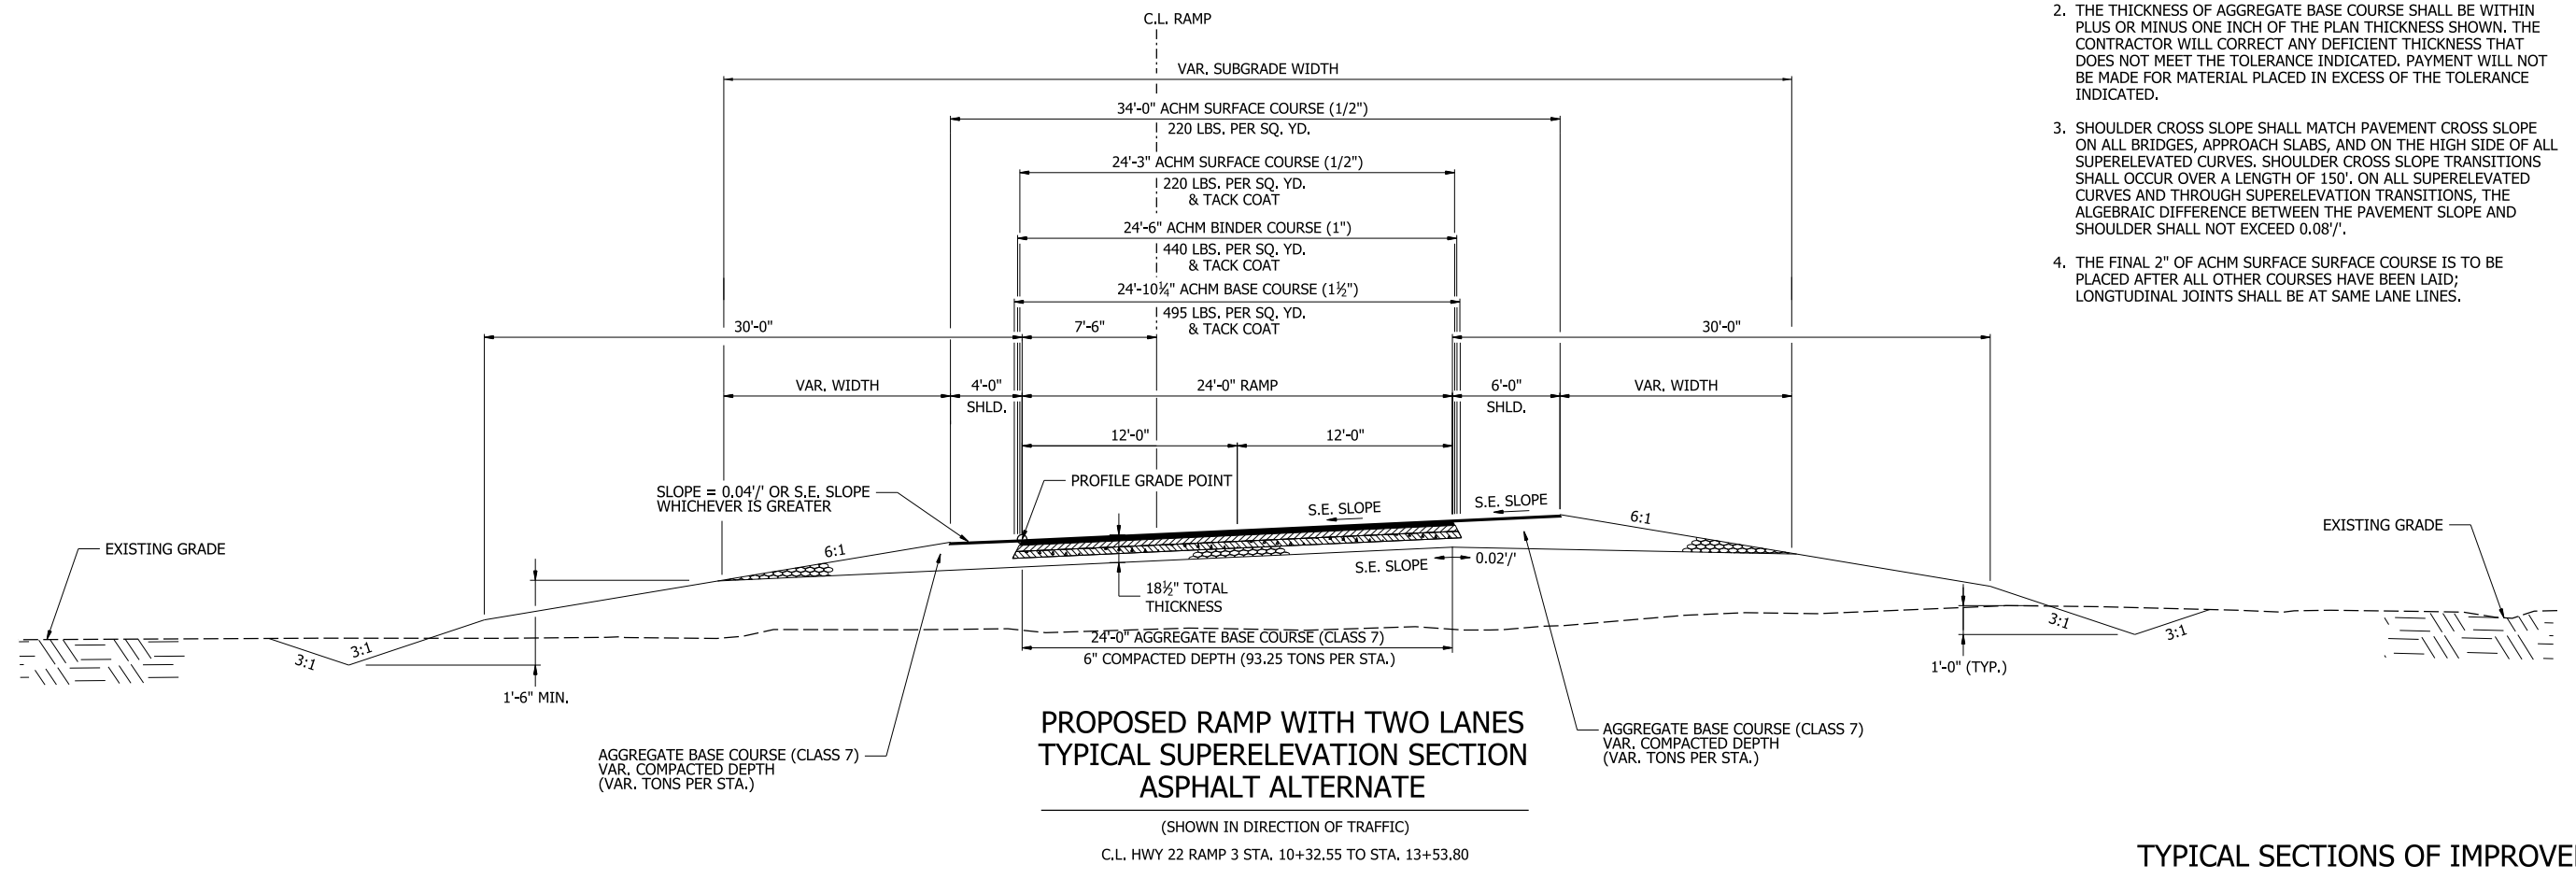 C.L. RAMP
VAR. SUBGRADE WIDTH
34'-0" ACHM SURFACE COURSE (1/2")
220 LBS. PER SQ. YD.
24'-3" ACHM SURFACE COURSE (1/2")
220 LBS. PER SQ. YD.
& TACK COAT
24'-6" ACHM BINDER COURSE (1")
440 LBS. PER SQ. YD.
& TACK COAT
24'-10¼" ACHM BASE COURSE (1½")
495 LBS. PER SQ. YD.
& TACK COAT
30'-0"
7'-6"
30'-0"
VAR. WIDTH
4'-0"
SHLD.
24'-0" RAMP
6'-0"
SHLD.
VAR. WIDTH
12'-0"
12'-0"
PROFILE GRADE POINT
SLOPE = 0.04'/' OR S.E. SLOPE
WHICHEVER IS GREATER
S.E. SLOPE
S.E. SLOPE
6:1
6:1
EXISTING GRADE
EXISTING GRADE
S.E. SLOPE
0.02'/'
18½" TOTAL
THICKNESS
24'-0" AGGREGATE BASE COURSE (CLASS 7)
6" COMPACTED DEPTH (93.25 TONS PER STA.)
3:1
3:1
3:1
3:1
1'-6" MIN.
1'-0" (TYP.)
AGGREGATE BASE COURSE (CLASS 7)
VAR. COMPACTED DEPTH
(VAR. TONS PER STA.)
AGGREGATE BASE COURSE (CLASS 7)
VAR. COMPACTED DEPTH
(VAR. TONS PER STA.)
PROPOSED RAMP WITH TWO LANES
TYPICAL SUPERELEVATION SECTION
ASPHALT ALTERNATE
(SHOWN IN DIRECTION OF TRAFFIC)
C.L. HWY 22 RAMP 3 STA. 10+32.55 TO STA. 13+53.80
2. THE THICKNESS OF AGGREGATE BASE COURSE SHALL BE WITHIN
PLUS OR MINUS ONE INCH OF THE PLAN THICKNESS SHOWN. THE
CONTRACTOR WILL CORRECT ANY DEFICIENT THICKNESS THAT
DOES NOT MEET THE TOLERANCE INDICATED. PAYMENT WILL NOT
BE MADE FOR MATERIAL PLACED IN EXCESS OF THE TOLERANCE
INDICATED.
3. SHOULDER CROSS SLOPE SHALL MATCH PAVEMENT CROSS SLOPE
ON ALL BRIDGES, APPROACH SLABS, AND ON THE HIGH SIDE OF ALL
SUPERELEVATED CURVES. SHOULDER CROSS SLOPE TRANSITIONS
SHALL OCCUR OVER A LENGTH OF 150'. ON ALL SUPERELEVATED
CURVES AND THROUGH SUPERELEVATION TRANSITIONS, THE
ALGEBRAIC DIFFERENCE BETWEEN THE PAVEMENT SLOPE AND
SHOULDER SHALL NOT EXCEED 0.08'/'.
4. THE FINAL 2" OF ACHM SURFACE SURFACE COURSE IS TO BE
PLACED AFTER ALL OTHER COURSES HAVE BEEN LAID;
LONGTUDINAL JOINTS SHALL BE AT SAME LANE LINES.
TYPICAL SECTIONS OF IMPROVE